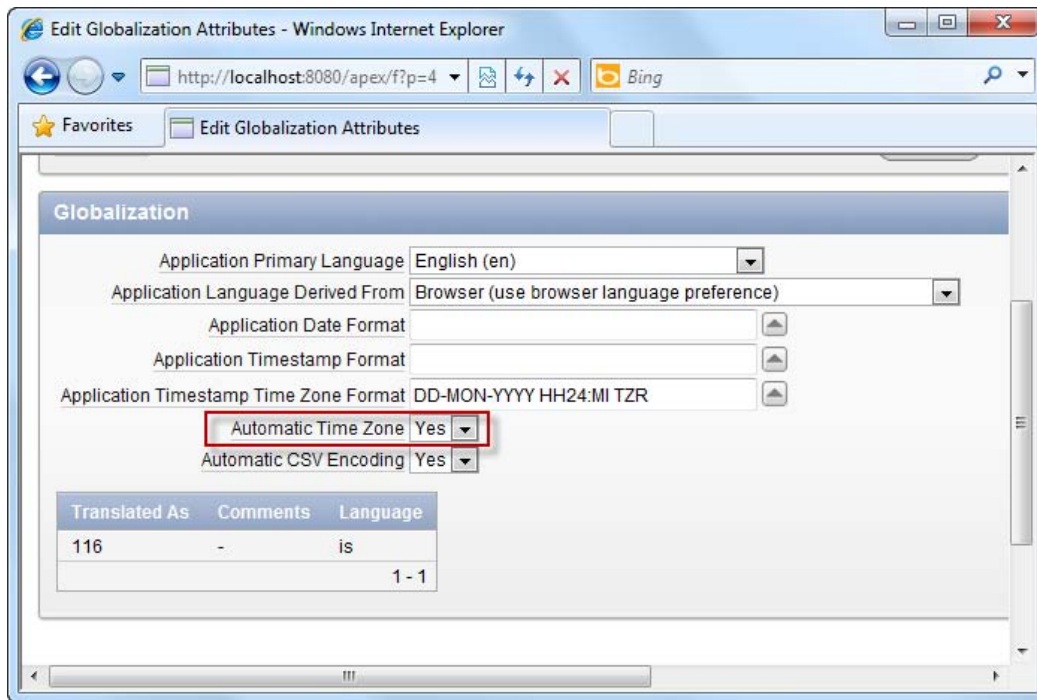 Edit Globalization Attributes - Windows Internet Explorer
http://localhost:8080/apex/f?p=4 Bing
Favorites Edit Globalization Attributes
Globalization
Application Primary Language English (en)
Application Language Derived From Browser (use browser language preference)
Application Date Format
Application Timestamp Format
Application Timestamp Time Zone Format DD-MON-YYYY HH24:MI TZR
Automatic Time Zone Yes
Automatic CSV Encoding Yes
Translated As Comments Language
116 - is
1 - 1